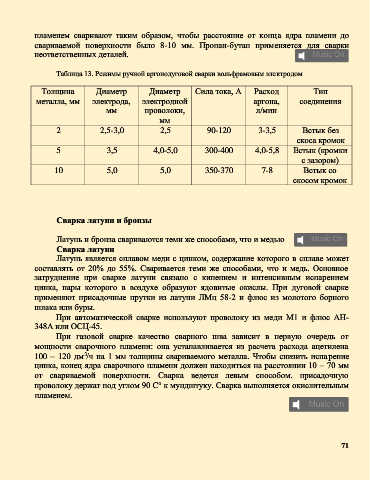 пламенем сваривают таким образом, чтобы расстояние от конца ядра пламени до
свариваемой поверхности было 8-10 мм. Пропан-бутан применяется для сварки
неответственных деталей.
Music On
Таблица 13. Режимы ручной аргонодуговой сварки вольфрамовым электродом
Толщина металла, мм Диаметр электрода, мм Диаметр электродной проволоки, мм Сила тока, А Расход аргона, л/мин Тип соединения
2 2,5-3,0 2,5 90-120 3-3,5 Встык без скоса кромок
5 3,5 4,0-5,0 300-400 4,0-5,8 Встык (кромки с зазором)
10 5,0 5,0 350-370 7-8 Встык со скосом кромок
Сварка латуни и бронзы
Латунь и бронза свариваются теми же способами, что и медью
Music On
Сварка латуни
Латунь является сплавом меди с цинком, содержание которого в сплаве может
составлять от 20% до 55%. Сваривается теми же способами, что и медь. Основное
затруднение при сварке латуни связано с кипением и интенсивным испарением
цинка, пары которого в воздухе образуют ядовитые окислы. При дуговой сварке
применяют присадочные прутки из латуни ЛМц 58-2 и флюс из молотого борного
шлака или буры.
При автоматической сварке используют проволоку из меди М1 и флюс АН-
348А или ОСЦ-45.
При газовой сварке качество сварного шва зависит в первую очередь от
мощности сварочного пламени: она устанавливается из расчета расхода ацетилена
100 – 120 дм³/ч на 1 мм толщины свариваемого металла. Чтобы снизить испарение
цинка, конец ядра сварочного пламени должен находиться на расстоянии 10 – 70 мм
от свариваемой поверхности. Сварка ведется левым способом. присадочную
проволоку держат под углом 90 С° к мундштуку. Сварка выполняется окислительным
пламенем.
Music On
71